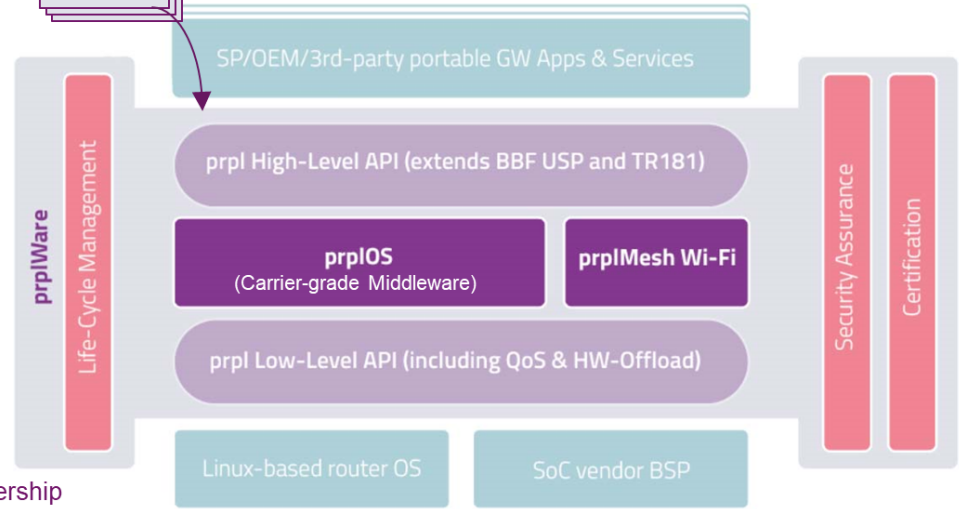 SP/OEM/3rd-party portable GW Apps & Services
prplWare
Life-Cycle Management
prpl High-Level API (extends BBF USP and TR181)
prplOS
(Carrier-grade Middleware)
prplMesh Wi-Fi
prpl Low-Level API (including QoS & HW-Offload)
Security Assurance
Certification
Linux-based router OS
SoC vendor BSP